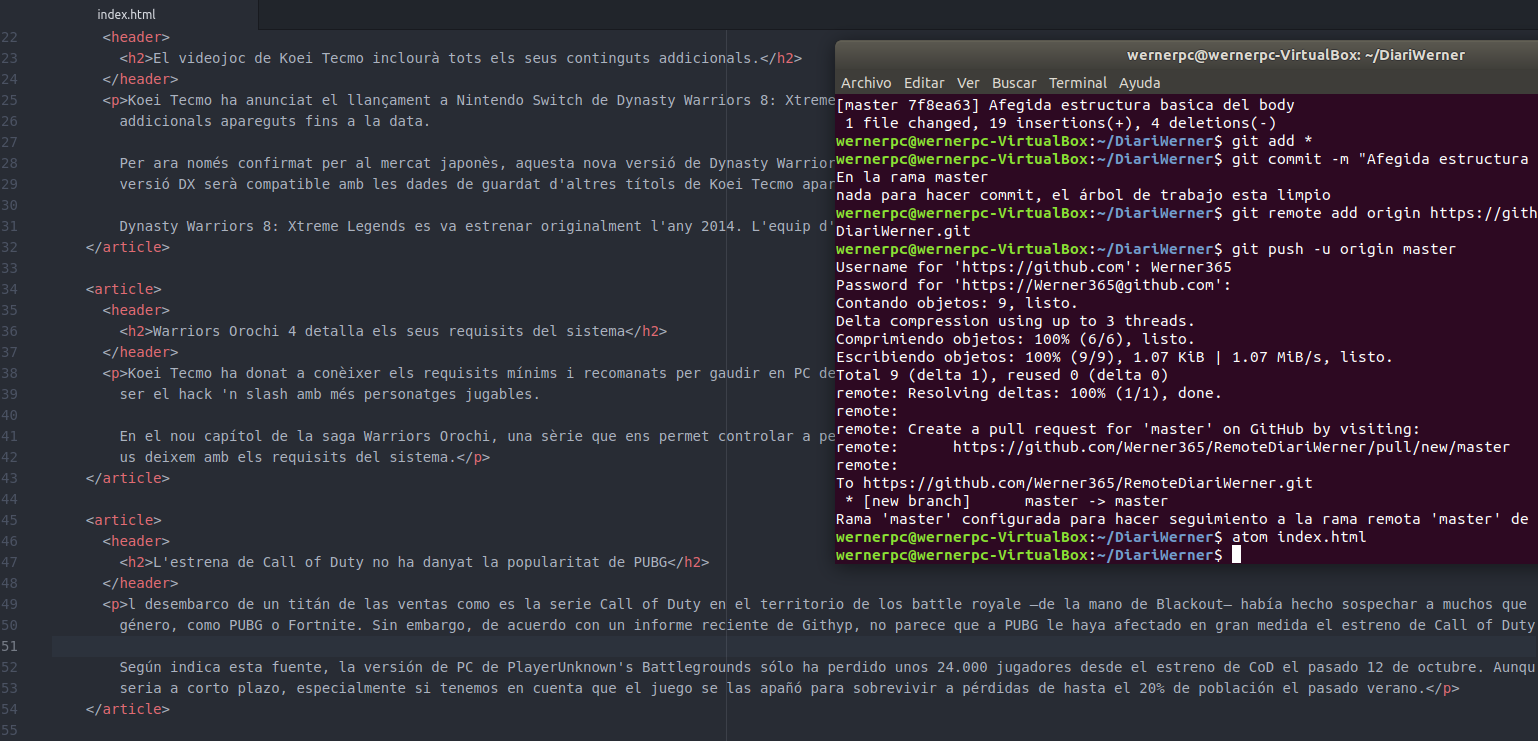 index.html
22 <header>
23 <h2>El videojoc de Koei Tecmo inclourà tots els seus continguts addicionals.</h2>
24 </header>
25 <p>Koei Tecmo ha anunciat el llançament a Nintendo Switch de Dynasty Warriors 8: Xtreme
26 addicionals apareguts fins a la data.
27
28 Per ara només confirmat per al mercat japonès, aquesta nova versió de Dynasty Warrior
29 versió DX serà compatible amb les dades de guardat d'altres títols de Koei Tecmo apar
30
31 Dynasty Warriors 8: Xtreme Legends es va estrenar originalment l'any 2014. L'equip d'
32 </article>
33
34 <article>
35 <header>
36 <h2>Warriors Orochi 4 detalla els seus requisits del sistema</h2>
37 </header>
38 <p>Koei Tecmo ha donat a conèixer els requisits mínims i recomanats per gaudir en PC de
39 ser el hack 'n slash amb més personatges jugables.
40
41 En el nou capítol de la saga Warriors Orochi, una sèrie que ens permet controlar a pe
42 us deixem amb els requisits del sistema.</p>
43 </article>
44
45 <article>
46 <header>
47 <h2>L'estrena de Call of Duty no ha danyat la popularitat de PUBG</h2>
48 </header>
49 <p>l desembarco de un titán de las ventas como es la serie Call of Duty en el territorio de los battle royale —de la mano de Blackout— había hecho sospechar a muchos que
50 género, como PUBG o Fortnite. Sin embargo, de acuerdo con un informe reciente de Githyp, no parece que a PUBG le haya afectado en gran medida el estreno de Call of Duty
51
52 Según indica esta fuente, la versión de PC de PlayerUnknown's Battlegrounds sólo ha perdido unos 24.000 jugadores desde el estreno de CoD el pasado 12 de octubre. Aunqu
53 seria a corto plazo, especialmente si tenemos en cuenta que el juego se las apañó para sobrevivir a pérdidas de hasta el 20% de población el pasado verano.</p>
54 </article>
55
wernerpc@wernerpc-VirtualBox: ~/DiariWerner
Archivo Editar Ver Buscar Terminal Ayuda
[master 7f8ea63] Afegida estructura basica del body
1 file changed, 19 insertions(+), 4 deletions(-)
wernerpc@wernerpc-VirtualBox:~/DiariWerner$ git add *
wernerpc@wernerpc-VirtualBox:~/DiariWerner$ git commit -m "Afegida estructura
En la rama master
nada para hacer commit, el árbol de trabajo esta limpio
wernerpc@wernerpc-VirtualBox:~/DiariWerner$ git remote add origin https://gith
DiariWerner.git
wernerpc@wernerpc-VirtualBox:~/DiariWerner$ git push -u origin master
Username for 'https://github.com': Werner365
Password for 'https://Werner365@github.com':
Contando objetos: 9, listo.
Delta compression using up to 3 threads.
Comprimiendo objetos: 100% (6/6), listo.
Escribiendo objetos: 100% (9/9), 1.07 KiB | 1.07 MiB/s, listo.
Total 9 (delta 1), reused 0 (delta 0)
remote: Resolving deltas: 100% (1/1), done.
remote:
remote: Create a pull request for 'master' on GitHub by visiting:
remote: https://github.com/Werner365/RemoteDiariWerner/pull/new/master
remote:
To https://github.com/Werner365/RemoteDiariWerner.git
* [new branch] master -> master
Rama 'master' configurada para hacer seguimiento a la rama remota 'master' de
wernerpc@wernerpc-VirtualBox:~/DiariWerner$ atom index.html
wernerpc@wernerpc-VirtualBox:~/DiariWerner$